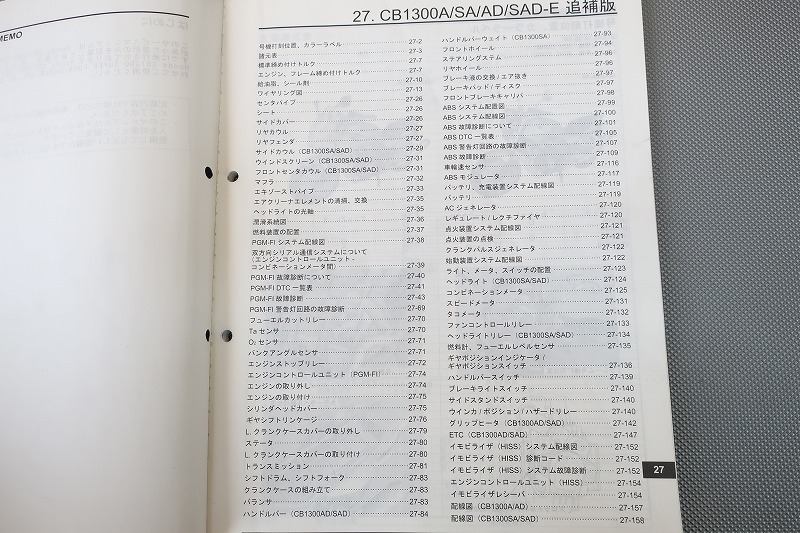 MEMO
27. CB1300A/SA/AD/SAD-E 追補版
号機打刻位置、カラーラベル 27-2
諸元表 27-3
標準締め付けトルク 27-7
エンジン、フレーム締め付けトルク 27-7
給油脂、シール剤 27-10
ワイヤリング図 27-13
センタパイプ 27-26
シート 27-26
サイドカバー 27-26
リヤカウル 27-27
リヤフェンダ 27-27
サイドカウル（CB1300SA/SAD） 27-29
ウインドスクリーン（CB1300SA/SAD） 27-31
フロントセンタカウル（CB1300SA/SAD） 27-31
マフラ 27-32
エキゾーストパイプ 27-33
エアクリーナエレメントの清掃、交換 27-35
ヘッドライトの光軸 27-35
潤滑系統図 27-36
燃料装置の配置 27-37
PGM-FI システム配線図 27-38
双方向シリアル通信システムについて
（エンジンコントロールユニット -
コンビネーションメータ間） 27-39
PGM-FI 故障診断について 27-40
PGM-FI DTC 一覧表 27-41
PGM-FI 故障診断 27-43
PGM-FI 警告灯回路の故障診断 27-69
フューエルカットリレー 27-70
Ta センサ 27-70
O₂ センサ 27-71
バンクアングルセンサ 27-71
エンジンストップリレー 27-72
エンジンコントロールユニット（PGM-FI） 27-74
エンジンの取り外し 27-74
エンジンの取り付け 27-75
シリンダヘッドカバー 27-75
ギヤシフトリンケージ 27-76
L. クランクケースカバーの取り外し 27-79
ステータ 27-80
L. クランクケースカバーの取り付け 27-80
トランスミッション 27-81
シフトドラム、シフトフォーク 27-83
クランクケースの組み立て 27-83
バランサ 27-83
ハンドルバー（CB1300AD/SAD） 27-84
ハンドルバーウェイト（CB1300SA） 27-93
フロントホイール 27-94
ステアリングステム 27-96
リヤホイール 27-96
ブレーキ液の交換 / エア抜き 27-97
ブレーキパッド / ディスク 27-97
フロントブレーキキャリパ 27-98
ABS システム配置図 27-99
ABS システム配線図 27-100
ABS 故障診断について 27-101
ABS DTC 一覧表 27-105
ABS 警告灯回路の故障診断 27-107
ABS 故障診断 27-109
車輪速センサ 27-116
ABS モジュレータ 27-117
バッテリ、充電装置システム配線図 27-119
バッテリ 27-119
AC ジェネレータ 27-120
レギュレート / レクチファイヤ 27-120
点火装置システム配線図 27-121
点火装置の点検 27-121
クランクパルスジェネレータ 27-122
始動装置システム配線図 27-122
ライト、メータ、スイッチの配置 27-123
ヘッドライト（CB1300SA/SAD） 27-124
コンビネーションメータ 27-125
スピードメータ 27-131
タコメータ 27-132
ファンコントロールリレー 27-133
ヘッドライトリレー（CB1300SA/SAD） 27-134
燃料計、フューエルレベルセンサ 27-135
ギヤポジションインジケータ /
ギヤポジションスイッチ 27-136
ハンドルバースイッチ 27-139
ブレーキライトスイッチ 27-140
サイドスタンドスイッチ 27-140
ウインカ / ポジション / ハザードリレー 27-140
グリップヒータ（CB1300AD/SAD） 27-142
ETC（CB1300AD/SAD） 27-147
イモビライザ（HISS）システム配線図 27-152
イモビライザ（HISS）診断コード 27-152
イモビライザ（HISS）システム故障診断 27-152
エンジンコントロールユニット（HISS） 27-154
イモビライザレシーバ 27-154
配線図（CB1300A/AD） 27-157
配線図（CB1300SA/SAD） 27-158
27